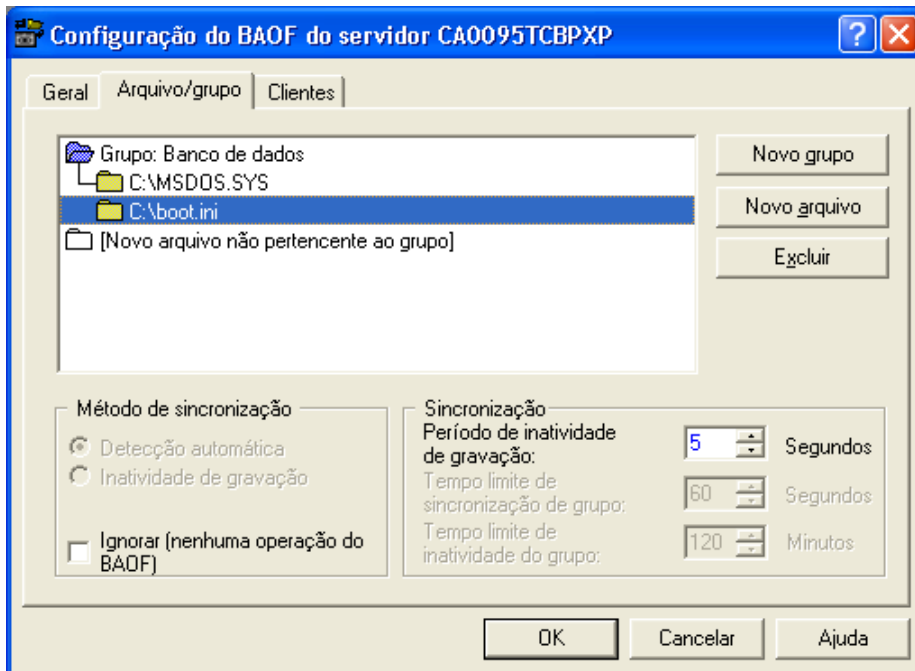 Configuração do BAOF do servidor CA0095TCBPXP
Geral
Arquivo/grupo
Clientes
Grupo: Banco de dados
C:\MSDOS.SYS
C:\boot.ini
[Novo arquivo não pertencente ao grupo]
Novo grupo
Novo arquivo
Excluir
Método de sincronização
Detecção automática
Inatividade de gravação
Ignorar (nenhuma operação do
BAOF)
Sincronização
Período de inatividade
de gravação:
5
Segundos
Tempo limite de
sincronização de grupo:
60
Segundos
Tempo limite de
inatividade do grupo:
120
Minutos
OK
Cancelar
Ajuda